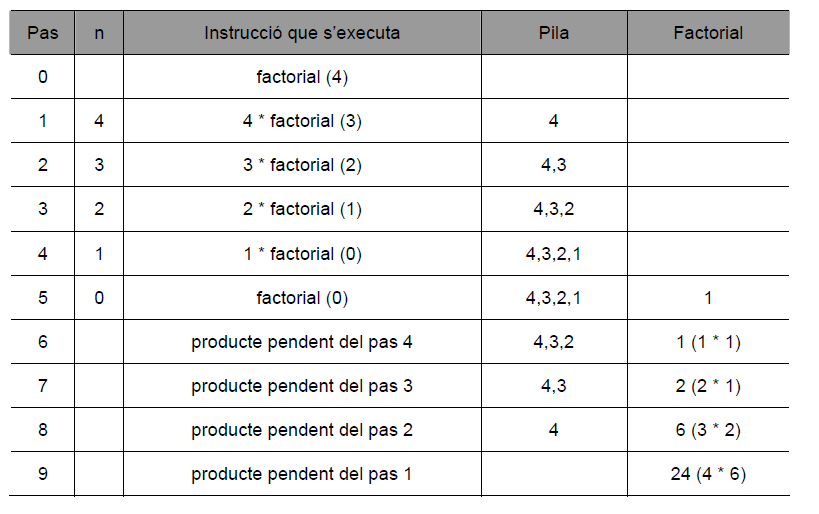 Pas n Instrucció que s’executa Pila Factorial
0 factorial (4)
1 4 4 * factorial (3) 4
2 3 3 * factorial (2) 4,3
3 2 2 * factorial (1) 4,3,2
4 1 1 * factorial (0) 4,3,2,1
5 0 factorial (0) 4,3,2,1 1
6 producte pendent del pas 4 4,3,2 1 (1 * 1)
7 producte pendent del pas 3 4,3 2 (2 * 1)
8 producte pendent del pas 2 4 6 (3 * 2)
9 producte pendent del pas 1 24 (4 * 6)